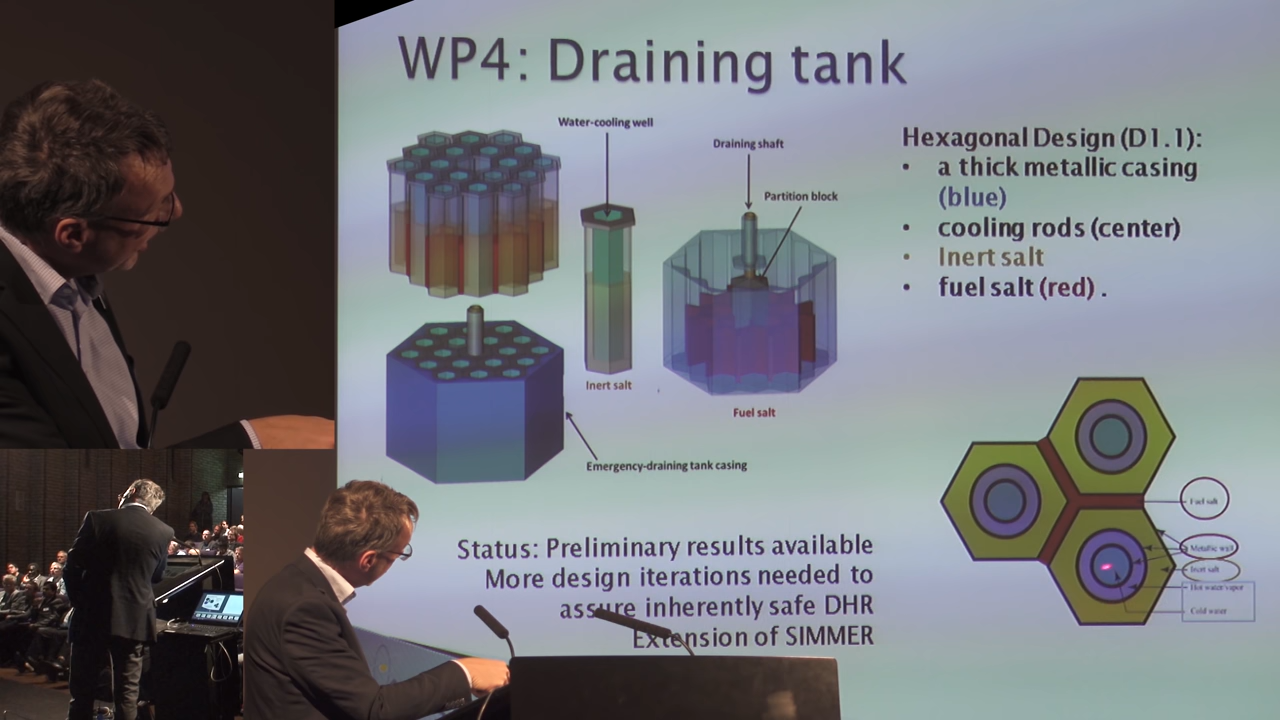 WP4: Draining tank
Water-cooling well
Draining shaft
Partition block
Inert salt
Fuel salt
Emergency-draining tank casing
Hexagonal Design (D1.1):
• a thick metallic casing
(blue)
• cooling rods (center)
• Inert salt
• fuel salt (red) .
Fuel salt
Metallic wall
Inert salt
Hot water/vapor
Cold water
Status: Preliminary results available
More design iterations needed to
assure inherently safe DHR
Extension of SIMMER